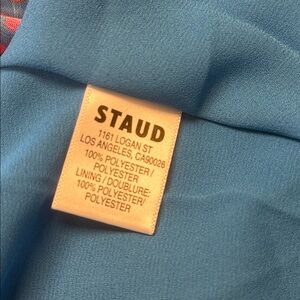 STAUD
1161 LOGAN ST
LOS ANGELES, CA90026
100% POLYESTER/
POLYESTER
LINING / DOUBLURE:
100% POLYESTER/
POLYESTER